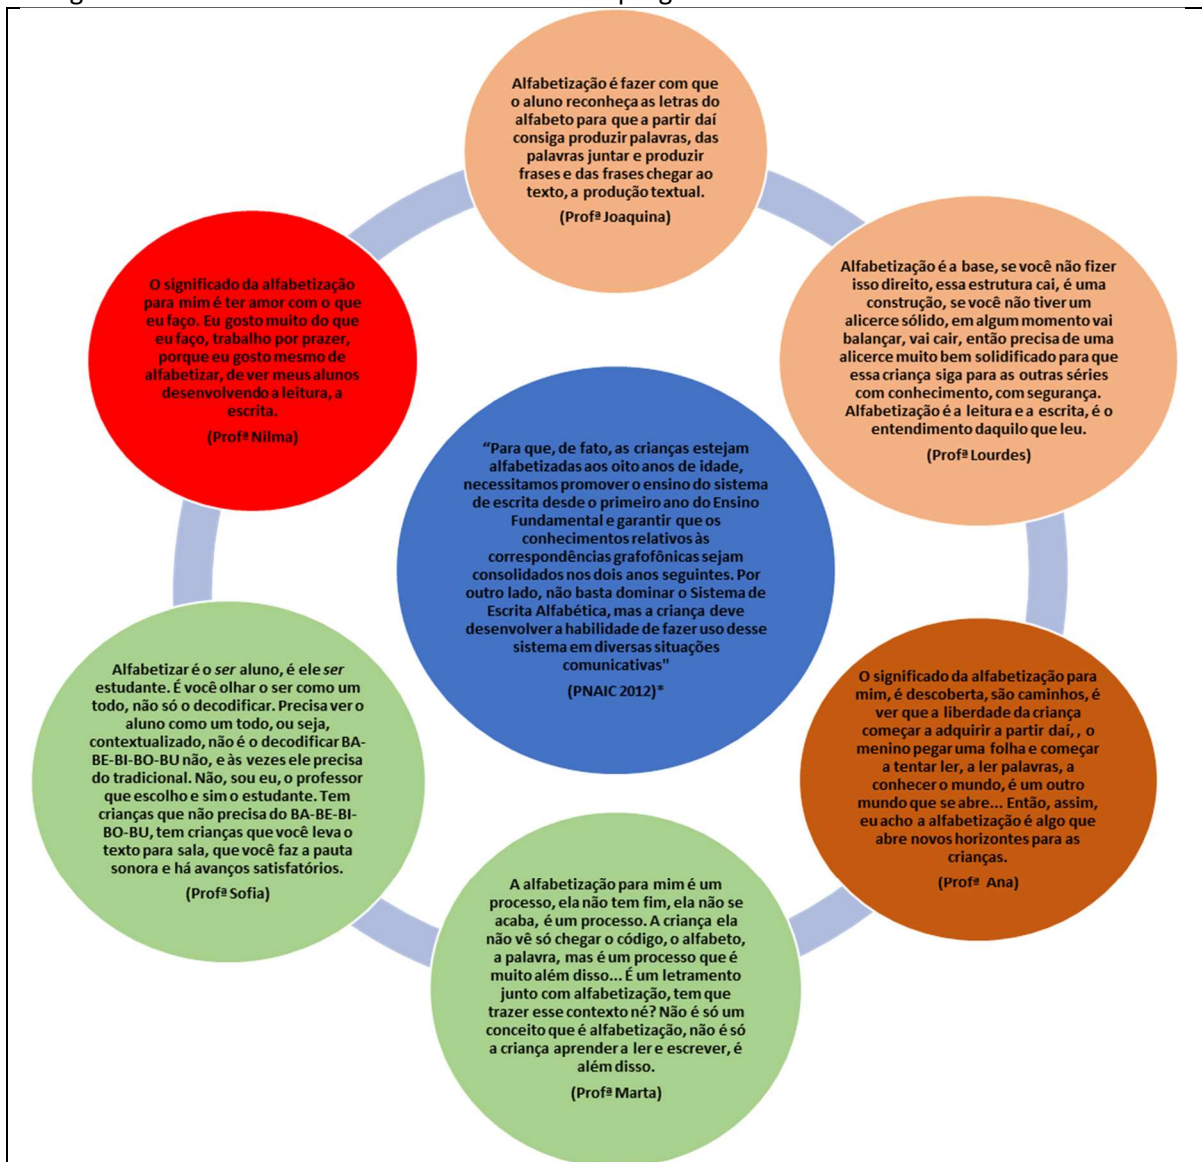 Alfabetização é fazer com que
o aluno reconheça as letras do
alfabeto para que a partir daí
consiga produzir palavras, das
palavras juntar e produzir
frases e das frases chegar ao
texto, a produção textual.
(Profª Joaquina)
Alfabetização é a base, se você não fizer
isso direito, essa estrutura cai, é uma
construção, se você não tiver um
alicerce sólido, em algum momento vai
balançar, vai cair, então precisa de uma
alicerce muito bem solidificado para que
essa criança siga para as outras séries
com conhecimento, com segurança.
Alfabetização é a leitura e a escrita, é o
entendimento daquilo que leu.
(Profª Lourdes)
O significado da alfabetização
para mim é ter amor com o que
eu faço. Eu gosto muito do que
eu faço, trabalho por prazer,
porque eu gosto mesmo de
alfabetizar, de ver meus alunos
desenvolvendo a leitura, a
escrita.
(Profª Nilma)
“Para que, de fato, as crianças estejam
alfabetizadas aos oito anos de idade,
necessitamos promover o ensino do sistema
de escrita desde o primeiro ano do Ensino
Fundamental e garantir que os
conhecimentos relativos às
correspondências grafofônicas sejam
consolidados nos dois anos seguintes. Por
outro lado, não basta dominar o Sistema de
Escrita Alfabética, mas a criança deve
desenvolver a habilidade de fazer uso desse
sistema em diversas situações
comunicativas"
(PNAIC 2012)*
O significado da alfabetização para
mim, é descoberta, são caminhos, é
ver que a liberdade da criança
começar a adquirir a partir daí, , o
menino pegar uma folha e começar
a tentar ler, a ler palavras, a
conhecer o mundo, é um outro
mundo que se abre... Então, assim,
eu acho a alfabetização é algo que
abre novos horizontes para as
crianças.
(Profª Ana)
Alfabetizar é o ser aluno, é ele ser
estudante. É você olhar o ser como um
todo, não só o decodificar. Precisa ver o
aluno como um todo, ou seja,
contextualizado, não é o decodificar BA-
BE-BI-BO-BU não, e às vezes ele precisa
do tradicional. Não, sou eu, o professor
que escolho e sim o estudante. Tem
crianças que não precisa do BA-BE-BI-
BO-BU, tem crianças que você leva o
texto para sala, que você faz a pauta
sonora e há avanços satisfatórios.
(Profª Sofia)
A alfabetização para mim é um
processo, ela não tem fim, ela não se
acaba, é um processo. A criança ela
não vê só chegar o código, o alfabeto,
a palavra, mas é um processo que é
muito além disso... É um letramento
junto com alfabetização, tem que
trazer esse contexto né? Não é só um
conceito que é alfabetização, não é só
a criança aprender a ler e escrever, é
além disso.
(Profª Marta)